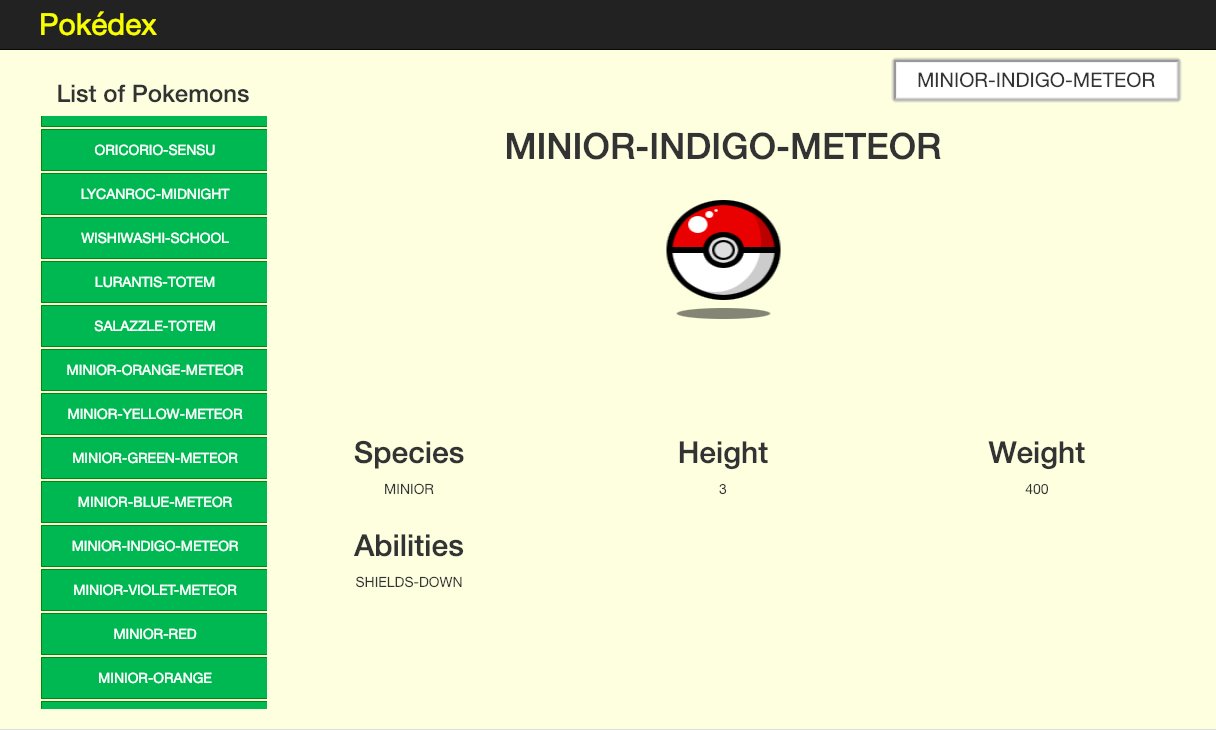 Pokédex
List of Pokemons
ORICORIO-SENSU
LYCANROC-MIDNIGHT
WISHIWASHI-SCHOOL
LURANTIS-TOTEM
SALAZZLE-TOTEM
MINIOR-ORANGE-METEOR
MINIOR-YELLOW-METEOR
MINIOR-GREEN-METEOR
MINIOR-BLUE-METEOR
MINIOR-INDIGO-METEOR
MINIOR-VIOLET-METEOR
MINIOR-RED
MINIOR-ORANGE
MINIOR-INDIGO-METEOR
MINIOR-INDIGO-METEOR
Species
MINIOR
Height
3
Weight
400
Abilities
SHIELDS-DOWN